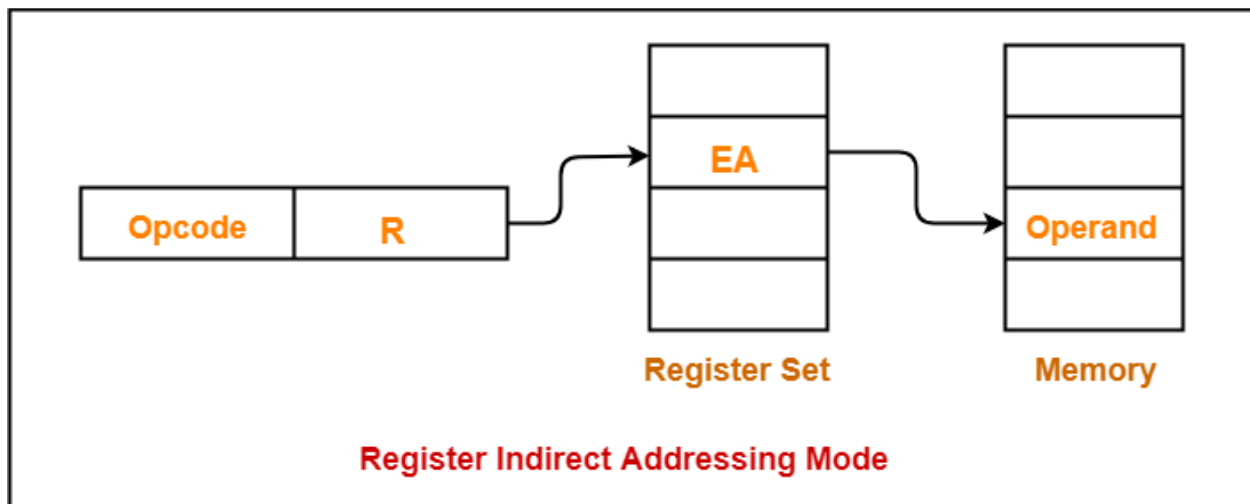 Opcode
R
EA
Operand
Register Set
Memory
Register Indirect Addressing Mode